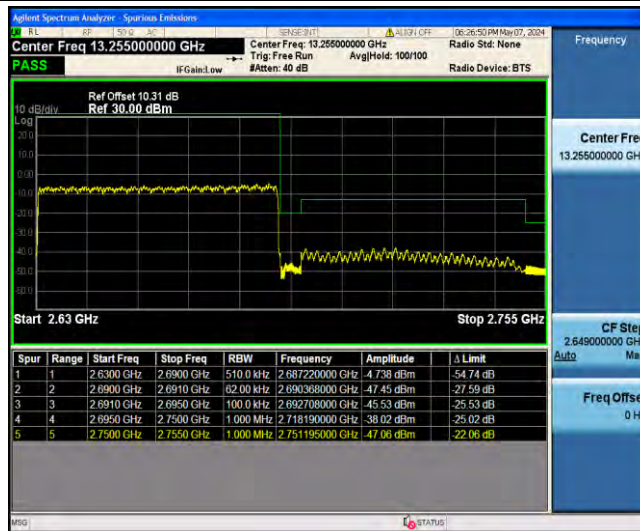 Agilent Spectrum Analyzer - Spurious Emissions
RL RF 50 Ω AC SENSE:INT ALIGN OFF 06:26:50 PM May 07, 2024
Center Freq 13.255000000 GHz
Center Freq: 13.255000000 GHz
Radio Std: None
Trig: Free Run Avg|Hold: 100/100
PASS
IFGain:Low #Atten: 40 dB Radio Device: BTS
Ref Offset 10.31 dB
10 dB/div Ref 30.00 dBm
Log
20.0
10.0
0.00
-10.0
-20.0
-30.0
-40.0
-50.0
-60.0
Start 2.63 GHz Stop 2.755 GHz
Spur Range Start Freq Stop Freq RBW Frequency Amplitude Δ Limit
1 1 2.6300 GHz 2.6900 GHz 510.0 kHz 2.687220000 GHz -4.738 dBm -54.74 dB
2 2 2.6900 GHz 2.6910 GHz 62.00 kHz 2.690368000 GHz -47.45 dBm -27.59 dB
3 3 2.6910 GHz 2.6950 GHz 100.0 kHz 2.692708000 GHz -45.53 dBm -25.53 dB
4 4 2.6950 GHz 2.7500 GHz 1.000 MHz 2.718190000 GHz -38.02 dBm -25.02 dB
5 5 2.7500 GHz 2.7550 GHz 1.000 MHz 2.751195000 GHz -47.06 dBm -22.06 dB
MSG STATUS
Frequency
Center Fre
13.255000000 GH
CF Step
2.649000000 GH
Auto Ma
Freq Offse
0 H